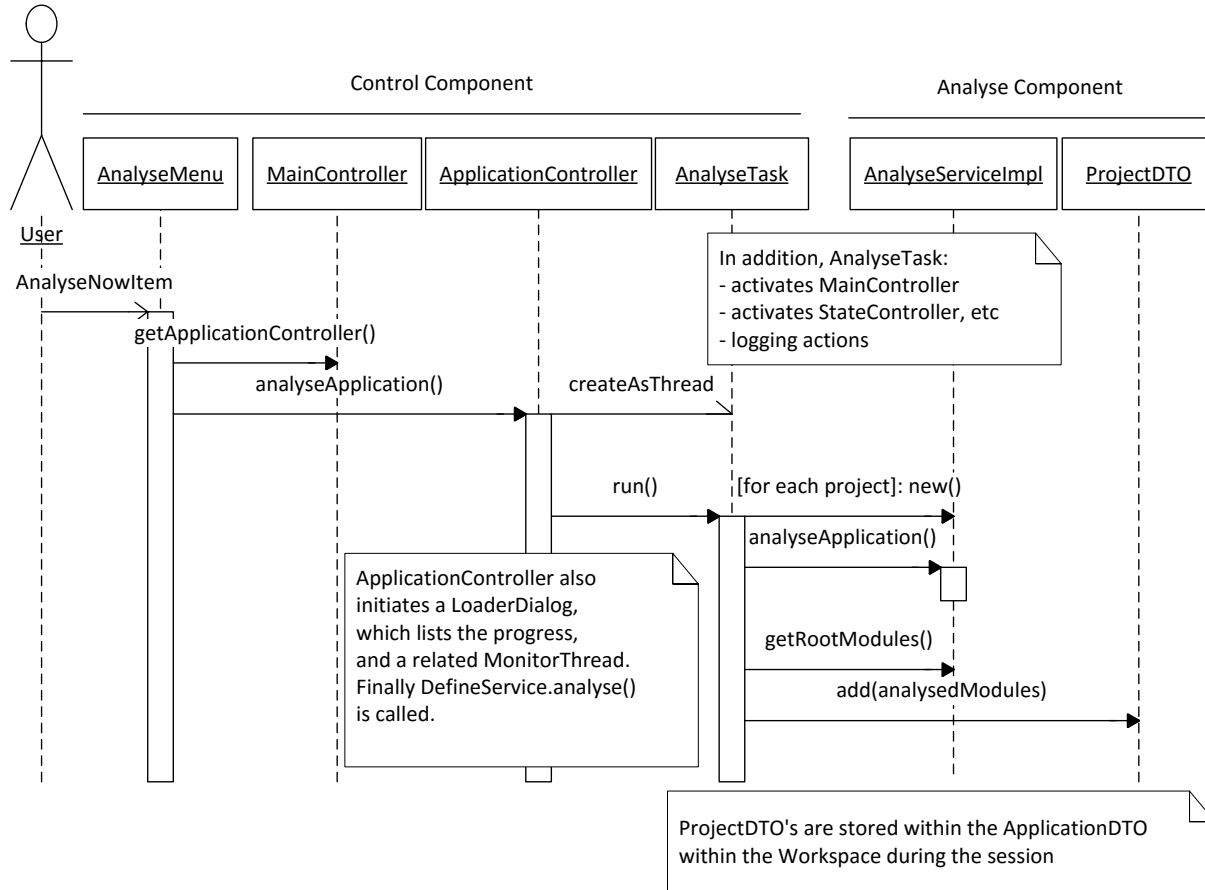 Control Component
Analyse Component
AnalyseMenu
MainController
ApplicationController
AnalyseTask
AnalyseServiceImpl
ProjectDTO
User
In addition, AnalyseTask:
- activates MainController
- activates StateController, etc
- logging actions
AnalyseNowItem
getApplicationController()
analyseApplication()
createAsThread
run()
[for each project]: new()
analyseApplication()
ApplicationController also
initiates a LoaderDialog,
which lists the progress,
and a related MonitorThread.
Finally DefineService.analyse()
is called.
getRootModules()
add(analysedModules)
ProjectDTO's are stored within the ApplicationDTO
within the Workspace during the session